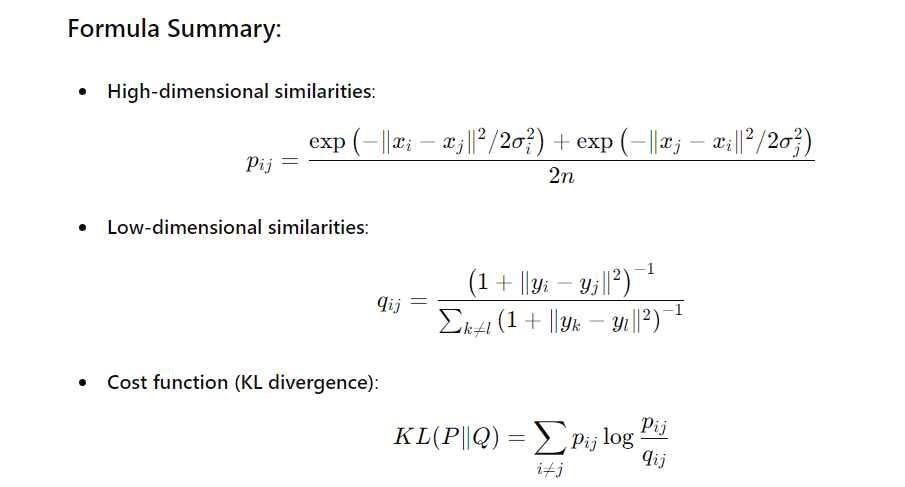 Formula Summary:
• High-dimensional similarities:
p_{ij} = \frac{\exp\left(-\|x_i - x_j\|^2/2\sigma_i^2\right) + \exp\left(-\|x_j - x_i\|^2/2\sigma_j^2\right)}{2n}
• Low-dimensional similarities:
q_{ij} = \frac{\left(1 + \|y_i - y_j\|^2\right)^{-1}}{\sum_{k \neq l}\left(1 + \|y_k - y_l\|^2\right)^{-1}}
• Cost function (KL divergence):
KL(P\|Q) = \sum_{i \neq j} p_{ij} \log \frac{p_{ij}}{q_{ij}}